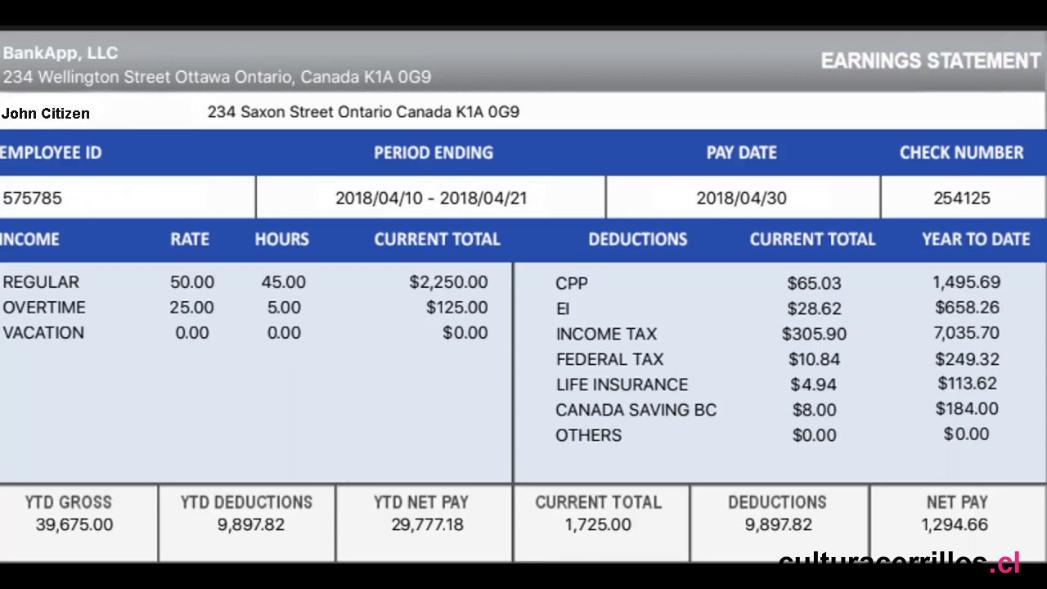 BankApp, LLC
EARNINGS STATEMENT
234 Wellington Street Ottawa Ontario, Canada K1A 0G9
John Citizen 234 Saxon Street Ontario Canada K1A 0G9
EMPLOYEE ID PERIOD ENDING PAY DATE CHECK NUMBER
575785 2018/04/10 - 2018/04/21 2018/04/30 254125
INCOME RATE HOURS CURRENT TOTAL DEDUCTIONS CURRENT TOTAL YEAR TO DATE
REGULAR 50.00 45.00 $2,250.00 CPP $65.03 1,495.69
OVERTIME 25.00 5.00 $125.00 EI $28.62 $658.26
VACATION 0.00 0.00 $0.00 INCOME TAX $305.90 7,035.70
FEDERAL TAX $10.84 $249.32
LIFE INSURANCE $4.94 $113.62
CANADA SAVING BC $8.00 $184.00
OTHERS $0.00 $0.00
YTD GROSS YTD DEDUCTIONS YTD NET PAY CURRENT TOTAL DEDUCTIONS NET PAY
39,675.00 9,897.82 29,777.18 1,725.00 9,897.82 1,294.66
culturacerrillos.cl